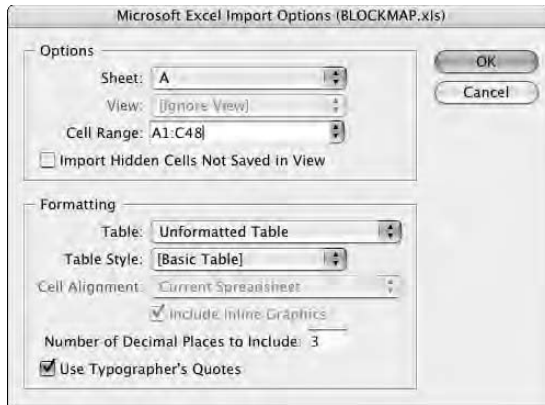 Microsoft Excel Import Options (BLOCKMAP.xls)
Options
Sheet: A
View: [Ignore View]
Cell Range: A1:C48
Import Hidden Cells Not Saved in View
OK
Cancel
Formatting
Table: Unformatted Table
Table Style: [Basic Table]
Cell Alignment: Current Spreadsheet
Include Inline Graphics
Number of Decimal Places to Include: 3
Use Typographer's Quotes